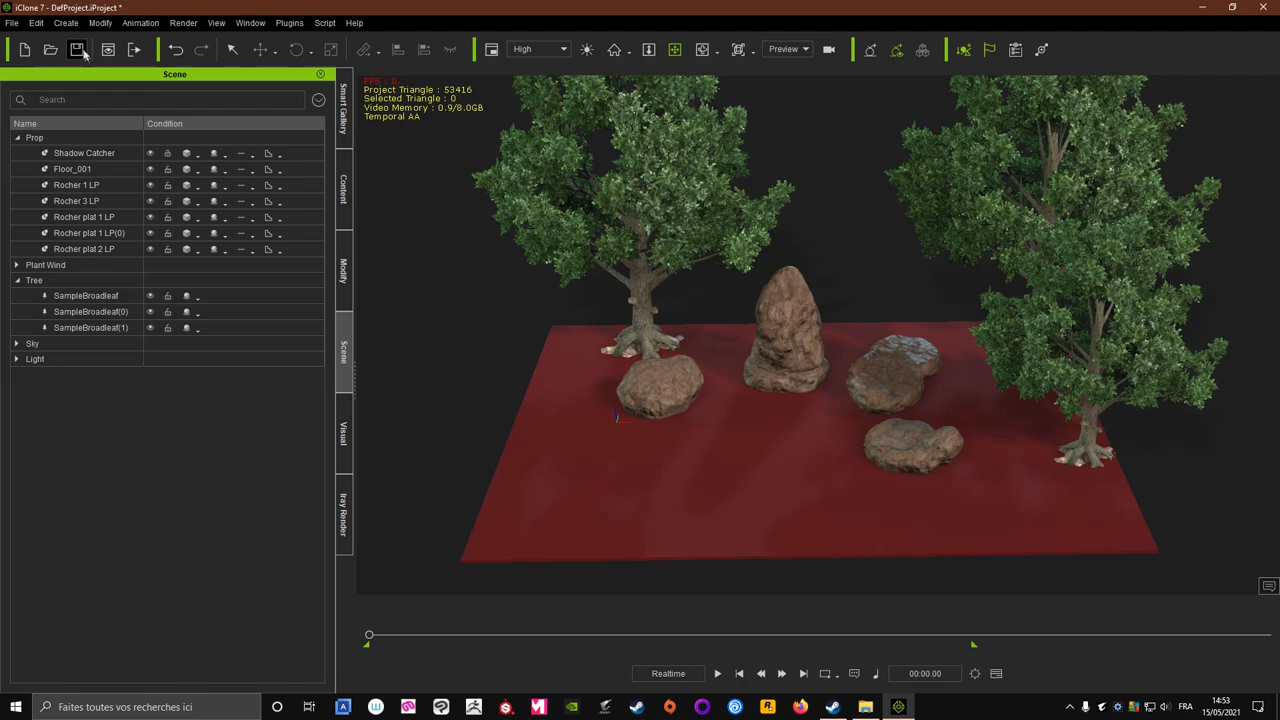 iClone 7 - DefProject.iProject *
File Edit Create Modify Animation Render View Window Plugins Script Help
High
Preview
Scene
Search
Name Condition
Prop
Shadow Catcher
Floor_001
Rocher 1 LP
Rocher 3 LP
Rocher plat 1 LP
Rocher plat 1 LP(0)
Rocher plat 2 LP
Plant Wind
Tree
SampleBroadleaf
SampleBroadleaf(0)
SampleBroadleaf(1)
Sky
Light
Smart Gallery
Content
Modify
Scene
Visual
Iray Render
FPS : 0
Project Triangle : 53416
Selected Triangle : 0
Video Memory : 0.9/8.0GB
Temporal AA
Realtime
00:00.00
Faites toutes vos recherches ici
FRA
14:53
15/05/2021